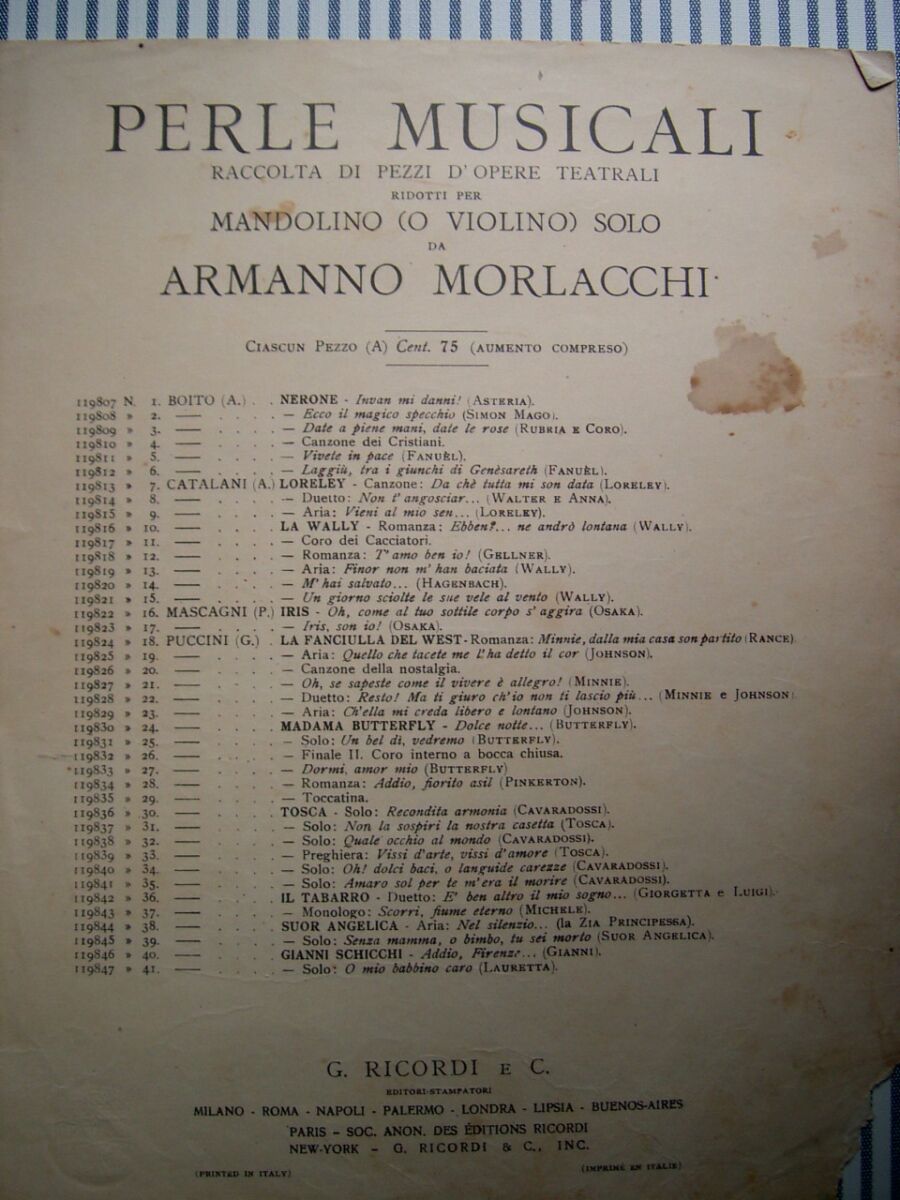 PERLE MUSICALI
RACCOLTA DI PEZZI D'OPERE TEATRALI
RIDOTTI PER
MANDOLINO (O VIOLINO) SOLO
DA
ARMANNO MORLACCHI
CIASCUN PEZZO (A) Cent. 75 (AUMENTO COMPRESO)
119807 N. 1. BOITO (A.) . . NERONE - Invan mi danni! (ASTERIA).
119808 » 2. — . . . . — Ecco il magico specchio (SIMON MAGO).
119809 » 3. — . . . . — Date a piene mani, date le rose (RUBRIA E CORO).
119810 » 4. — . . . . — Canzone dei Cristiani.
119811 » 5. — . . . . — Vivete in pace (FANUÈL).
119812 » 6. — . . . . — Laggiù, tra i giunchi di Genèsareth (FANUÈL).
119813 » 7. CATALANI (A.) LORELEY - Canzone: Da chè tutta mi son data (LORELEY).
119814 » 8. — . . . . — Duetto: Non t'angosciar... (WALTER E ANNA).
119815 » 9. — . . . . — Aria: Vieni al mio sen... (LORELEY).
119816 » 10. — . . . . LA WALLY - Romanza: Ebben?... ne andrò lontana (WALLY).
119817 » 11. — . . . . — Coro dei Cacciatori.
119818 » 12. — . . . . — Romanza: T'amo ben io! (GELLNER).
119819 » 13. — . . . . — Aria: Finor non m'han baciata (WALLY).
119820 » 14. — . . . . — M'hai salvato... (HAGENBACH).
119821 » 15. — . . . . — Un giorno sciolte le sue vele al vento (WALLY).
119822 » 16. MASCAGNI (P.) IRIS - Oh, come al tuo sottile corpo s'aggira (OSAKA).
119823 » 17. — . . . . — Iris, son io! (OSAKA).
119824 » 18. PUCCINI (G.) . LA FANCIULLA DEL WEST - Romanza: Minnie, dalla mia casa son partito (RANCE).
119825 » 19. — . . . . — Aria: Quello che tacete me l'ha detto il cor (JOHNSON).
119826 » 20. — . . . . — Canzone della nostalgia.
119827 » 21. — . . . . — Oh, se sapeste come il vivere è allegro! (MINNIE).
119828 » 22. — . . . . — Duetto: Resto! Ma ti giuro ch'io non ti lascio più... (MINNIE e JOHNSON).
119829 » 23. — . . . . — Aria: Ch'ella mi creda libero e lontano (JOHNSON).
119830 » 24. — . . . . MADAMA BUTTERFLY - Dolce notte... (BUTTERFLY).
119831 » 25. — . . . . — Solo: Un bel dì, vedremo (BUTTERFLY).
119832 » 26. — . . . . — Finale II. Coro interno a bocca chiusa.
119833 » 27. — . . . . — Dormi, amor mio (BUTTERFLY)
119834 » 28. — . . . . — Romanza: Addio, fiorito asil (PINKERTON).
119835 » 29. — . . . . — Toccatina.
119836 » 30. — . . . . TOSCA - Solo: Recondita armonia (CAVARADOSSI).
119837 » 31. — . . . . — Solo: Non la sospiri la nostra casetta (TOSCA).
119838 » 32. — . . . . — Solo: Quale occhio al mondo (CAVARADOSSI).
119839 » 33. — . . . . — Preghiera: Vissi d'arte, vissi d'amore (TOSCA).
119840 » 34. — . . . . — Solo: Oh! dolci baci, o languide carezze (CAVARADOSSI).
119841 » 35. — . . . . — Solo: Amaro sol per te m'era il morire (CAVARADOSSI).
119842 » 36. — . . . . IL TABARRO - Duetto: E' ben altro il mio sogno... (GIORGETTA e LUIGI).
119843 » 37. — . . . . — Monologo: Scorri, fiume eterno (MICHELE).
119844 » 38. — . . . . SUOR ANGELICA - Aria: Nel silenzio... (la ZIA PRINCIPESSA).
119845 » 39. — . . . . — Solo: Senza mamma, o bimbo, tu sei morto (SUOR ANGELICA).
119846 » 40. — . . . . GIANNI SCHICCHI - Addio, Firenze... (GIANNI).
119847 » 41. — . . . . — Solo: O mio babbino caro (LAURETTA).
G. RICORDI E C.
EDITORI-STAMPATORI
MILANO - ROMA - NAPOLI - PALERMO - LONDRA - LIPSIA - BUENOS-AIRES
PARIS - SOC. ANON. DES ÉDITIONS RICORDI
NEW-YORK - G. RICORDI & C., INC.
(PRINTED IN ITALY) (IMPRIMÉ EN ITALIE)